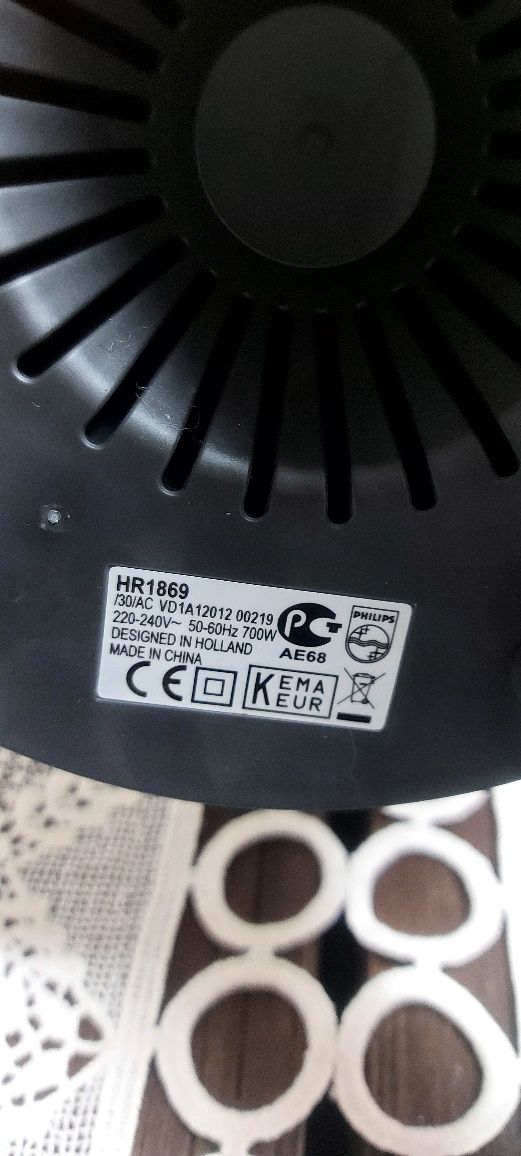 HR1869
/30/AC VD1A12012 00219
220-240V~ 50-60Hz 700W
DESIGNED IN HOLLAND
MADE IN CHINA
PCT
AE68
PHILIPS
CE
KEMA
EUR